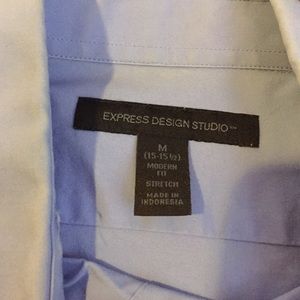 EXPRESS DESIGN STUDIO™
M
(15-15 ½)
MODERN
FIT
STRETCH
MADE IN
INDONESIA